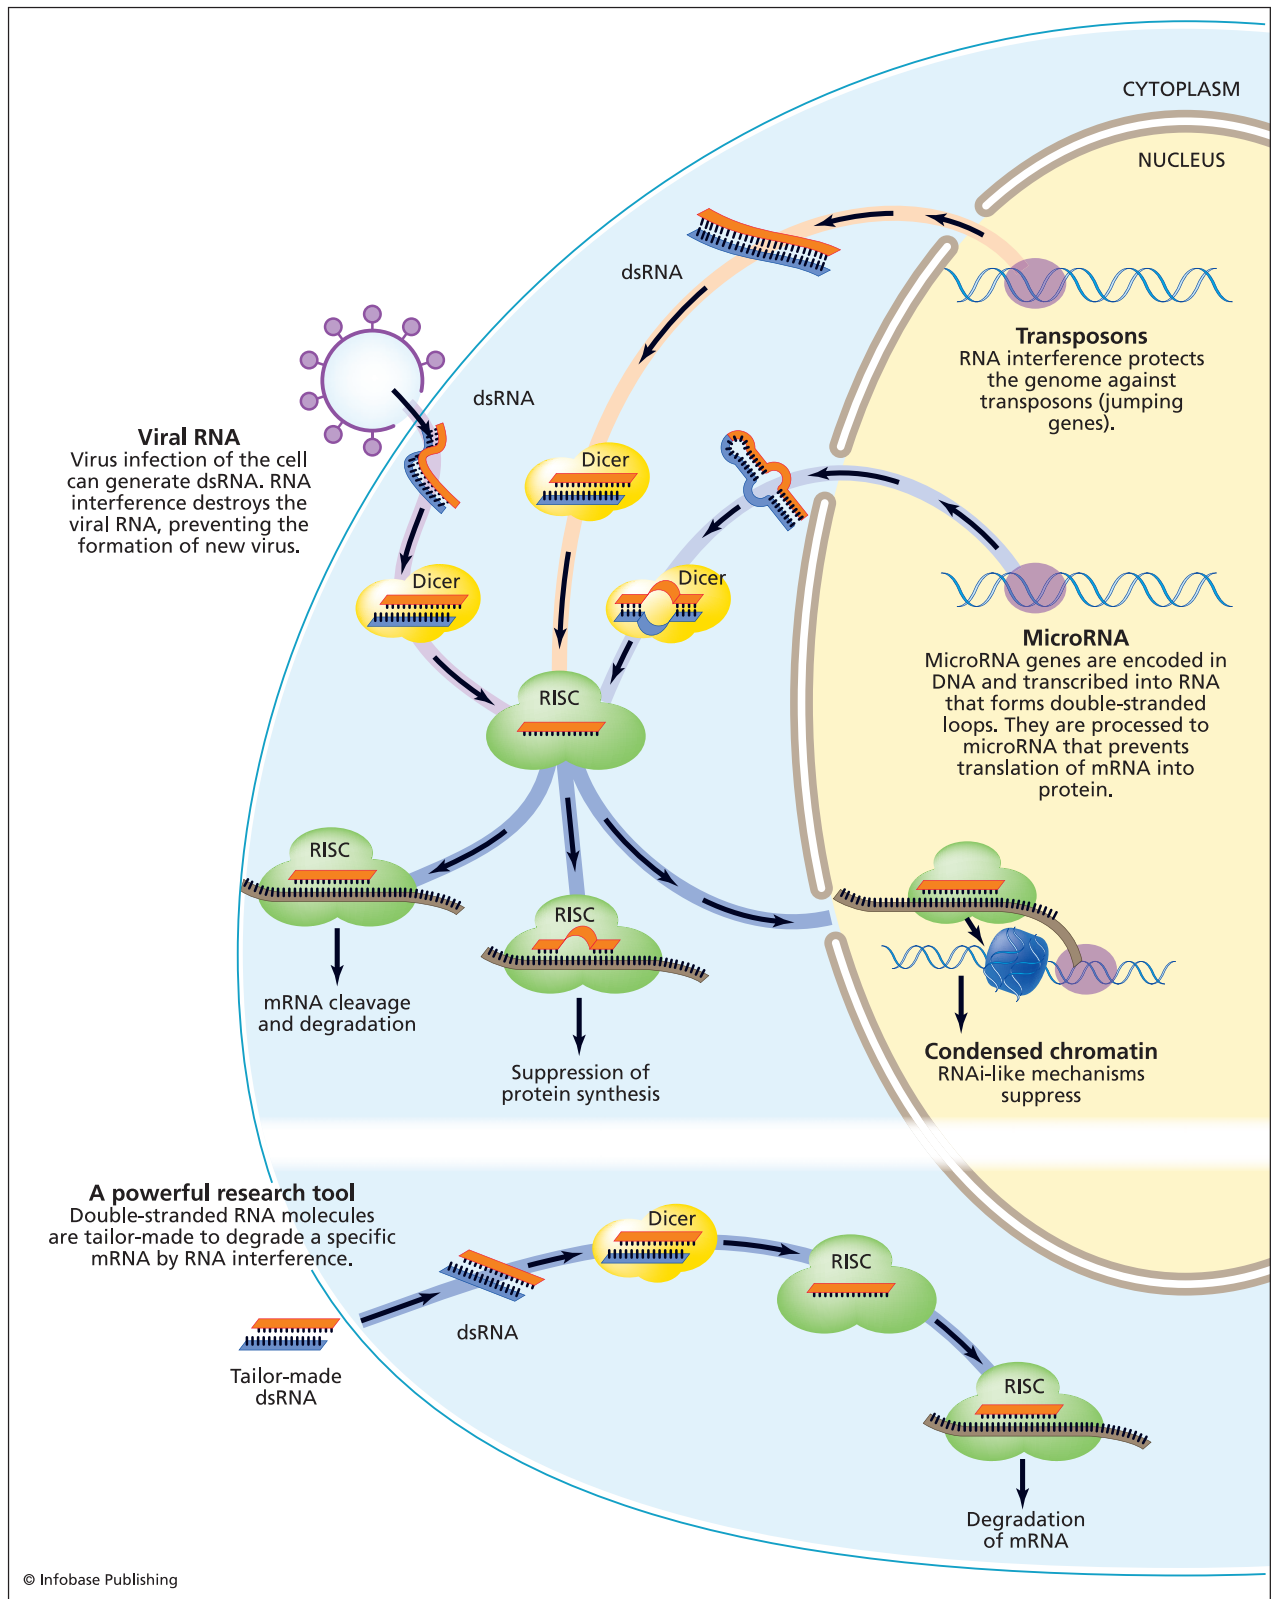 CYTOPLASM
NUCLEUS
dsRNA
Transposons
RNA interference protects
the genome against
transposons (jumping
genes).
dsRNA
Viral RNA
Virus infection of the cell
can generate dsRNA. RNA
interference destroys the
viral RNA, preventing the
formation of new virus.
Dicer
Dicer
Dicer
MicroRNA
MicroRNA genes are encoded in
DNA and transcribed into RNA
that forms double-stranded
loops. They are processed to
microRNA that prevents
translation of mRNA into
protein.
RISC
RISC
RISC
mRNA cleavage
and degradation
Suppression of
protein synthesis
Condensed chromatin
RNAi-like mechanisms
suppress
A powerful research tool
Double-stranded RNA molecules
are tailor-made to degrade a specific
mRNA by RNA interference.
Tailor-made
dsRNA
dsRNA
Dicer
RISC
RISC
Degradation
of mRNA
© Infobase Publishing